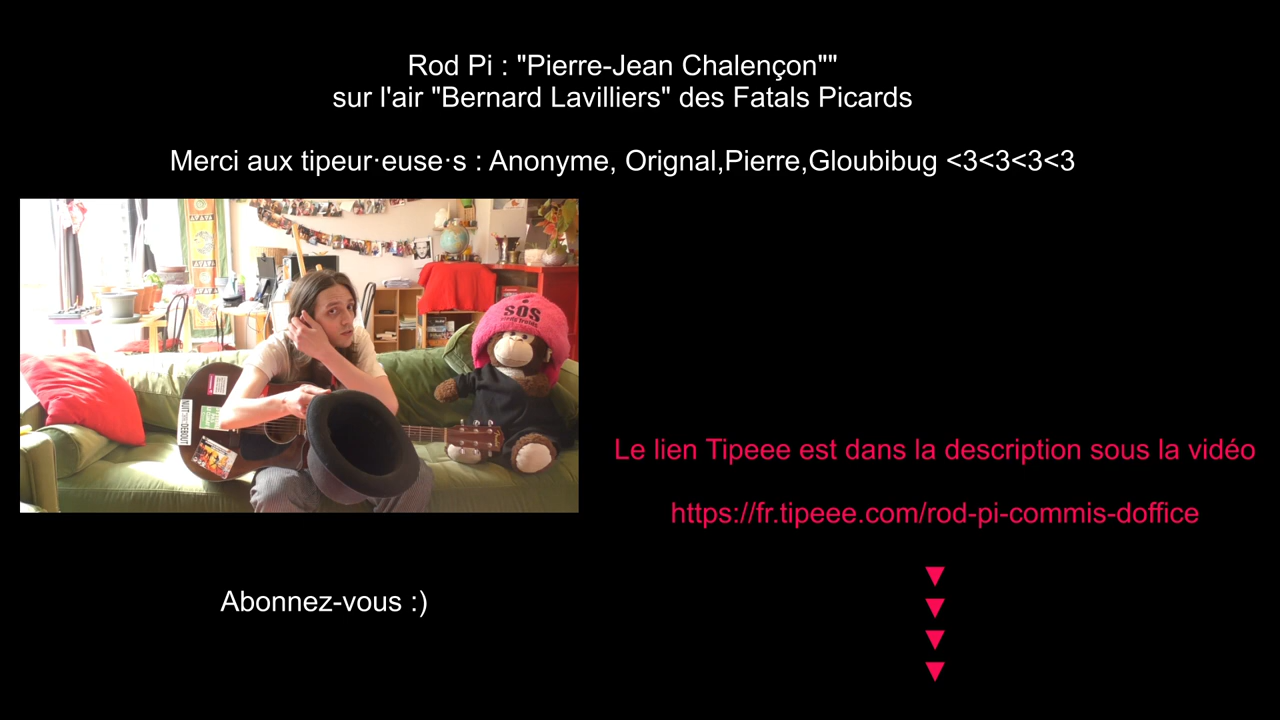 Rod Pi : "Pierre-Jean Chalençon""
sur l'air "Bernard Lavilliers" des Fatals Picards
Merci aux tipeur·euse·s : Anonyme, Orignal,Pierre,Gloubibug <3<3<3<3
SOS
NUIT DEBOUT
Le lien Tipeee est dans la description sous la vidéo
https://fr.tipeee.com/rod-pi-commis-doffice
Abonnez-vous :)